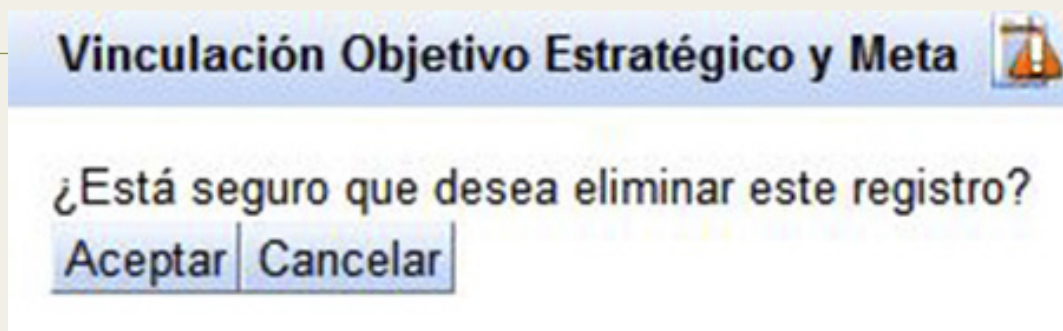 Vinculación Objetivo Estratégico y Meta
¿Está seguro que desea eliminar este registro?
Aceptar Cancelar